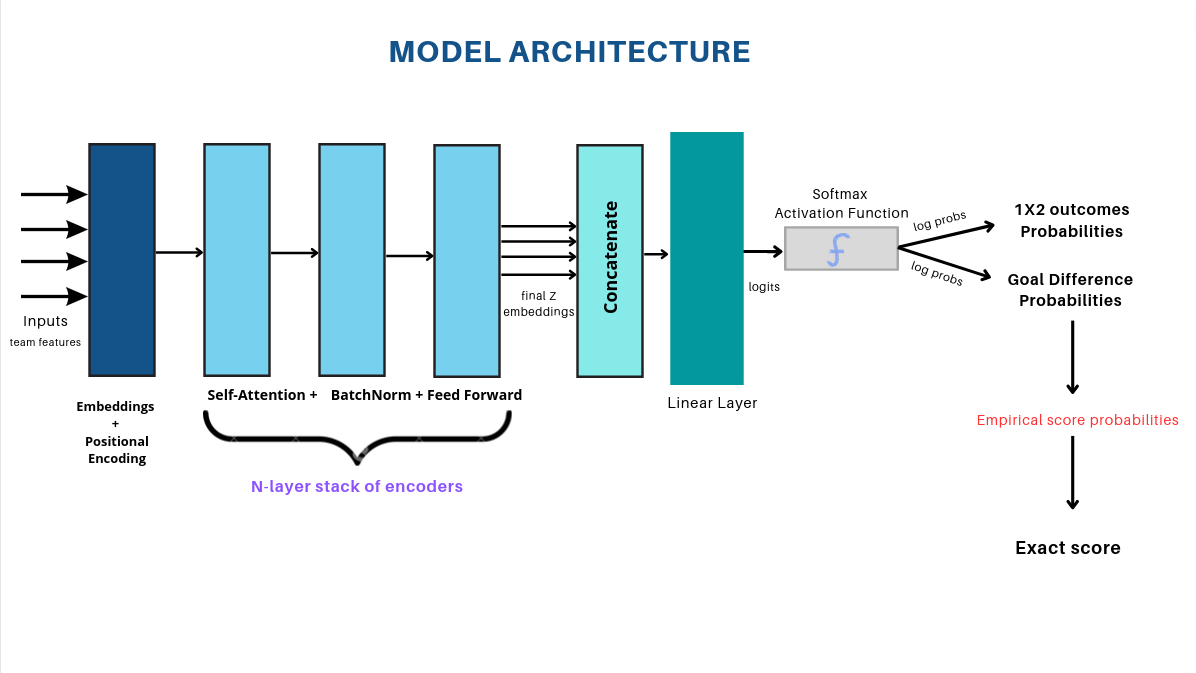 MODEL ARCHITECTURE
Inputs
team features
Embeddings
+
Positional
Encoding
Self-Attention +
BatchNorm + Feed Forward
N-layer stack of encoders
final Z
embeddings
Concatenate
Linear Layer
logits
Softmax
Activation Function
log probs
log probs
1X2 outcomes
Probabilities
Goal Difference
Probabilities
Empirical score probabilities
Exact score